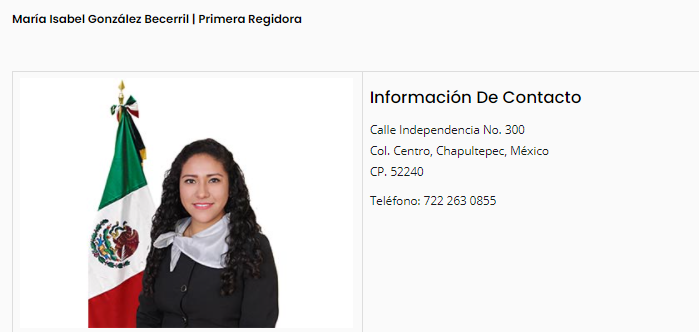 María Isabel González Becerril | Primera Regidora
Información De Contacto
Calle Independencia No. 300
Col. Centro, Chapultepec, México
CP. 52240
Teléfono: 722 263 0855